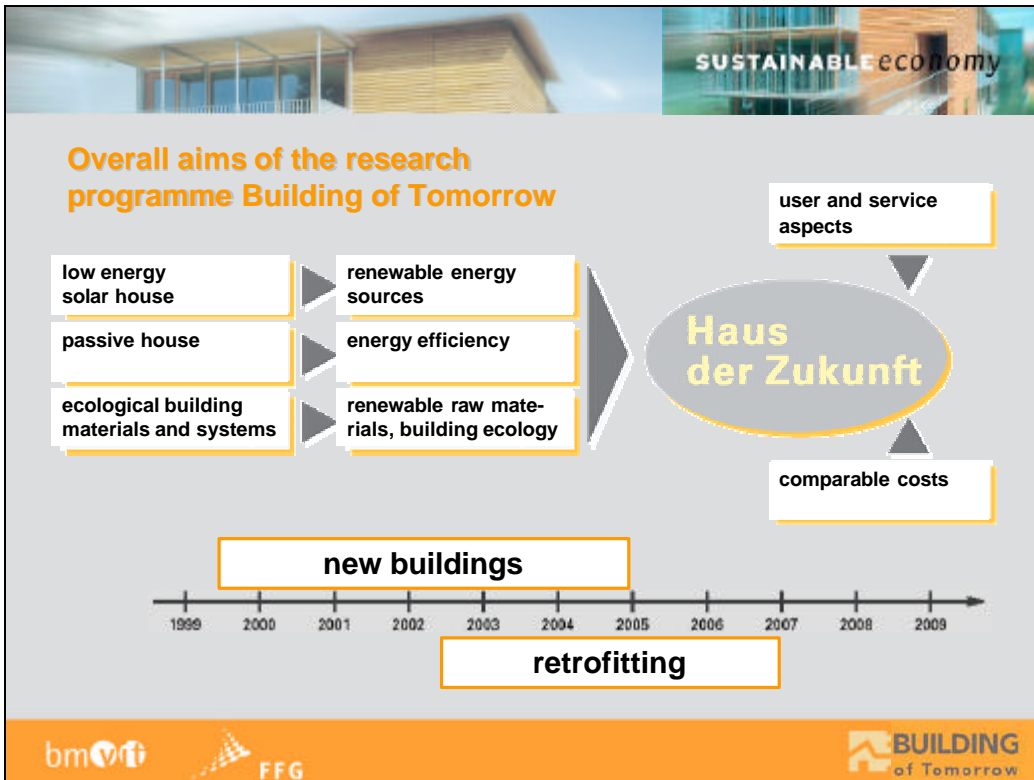 SUSTAINABLE economy
Overall aims of the research
programme Building of Tomorrow
user and service
aspects
low energy
solar house
renewable energy
sources
passive house
energy efficiency
ecological building
materials and systems
renewable raw mate-
rials, building ecology
Haus
der Zukunft
comparable costs
new buildings
1999 2000 2001 2002 2003 2004 2005 2006 2007 2008 2009
retrofitting
bmvit
FFG
BUILDING
of Tomorrow